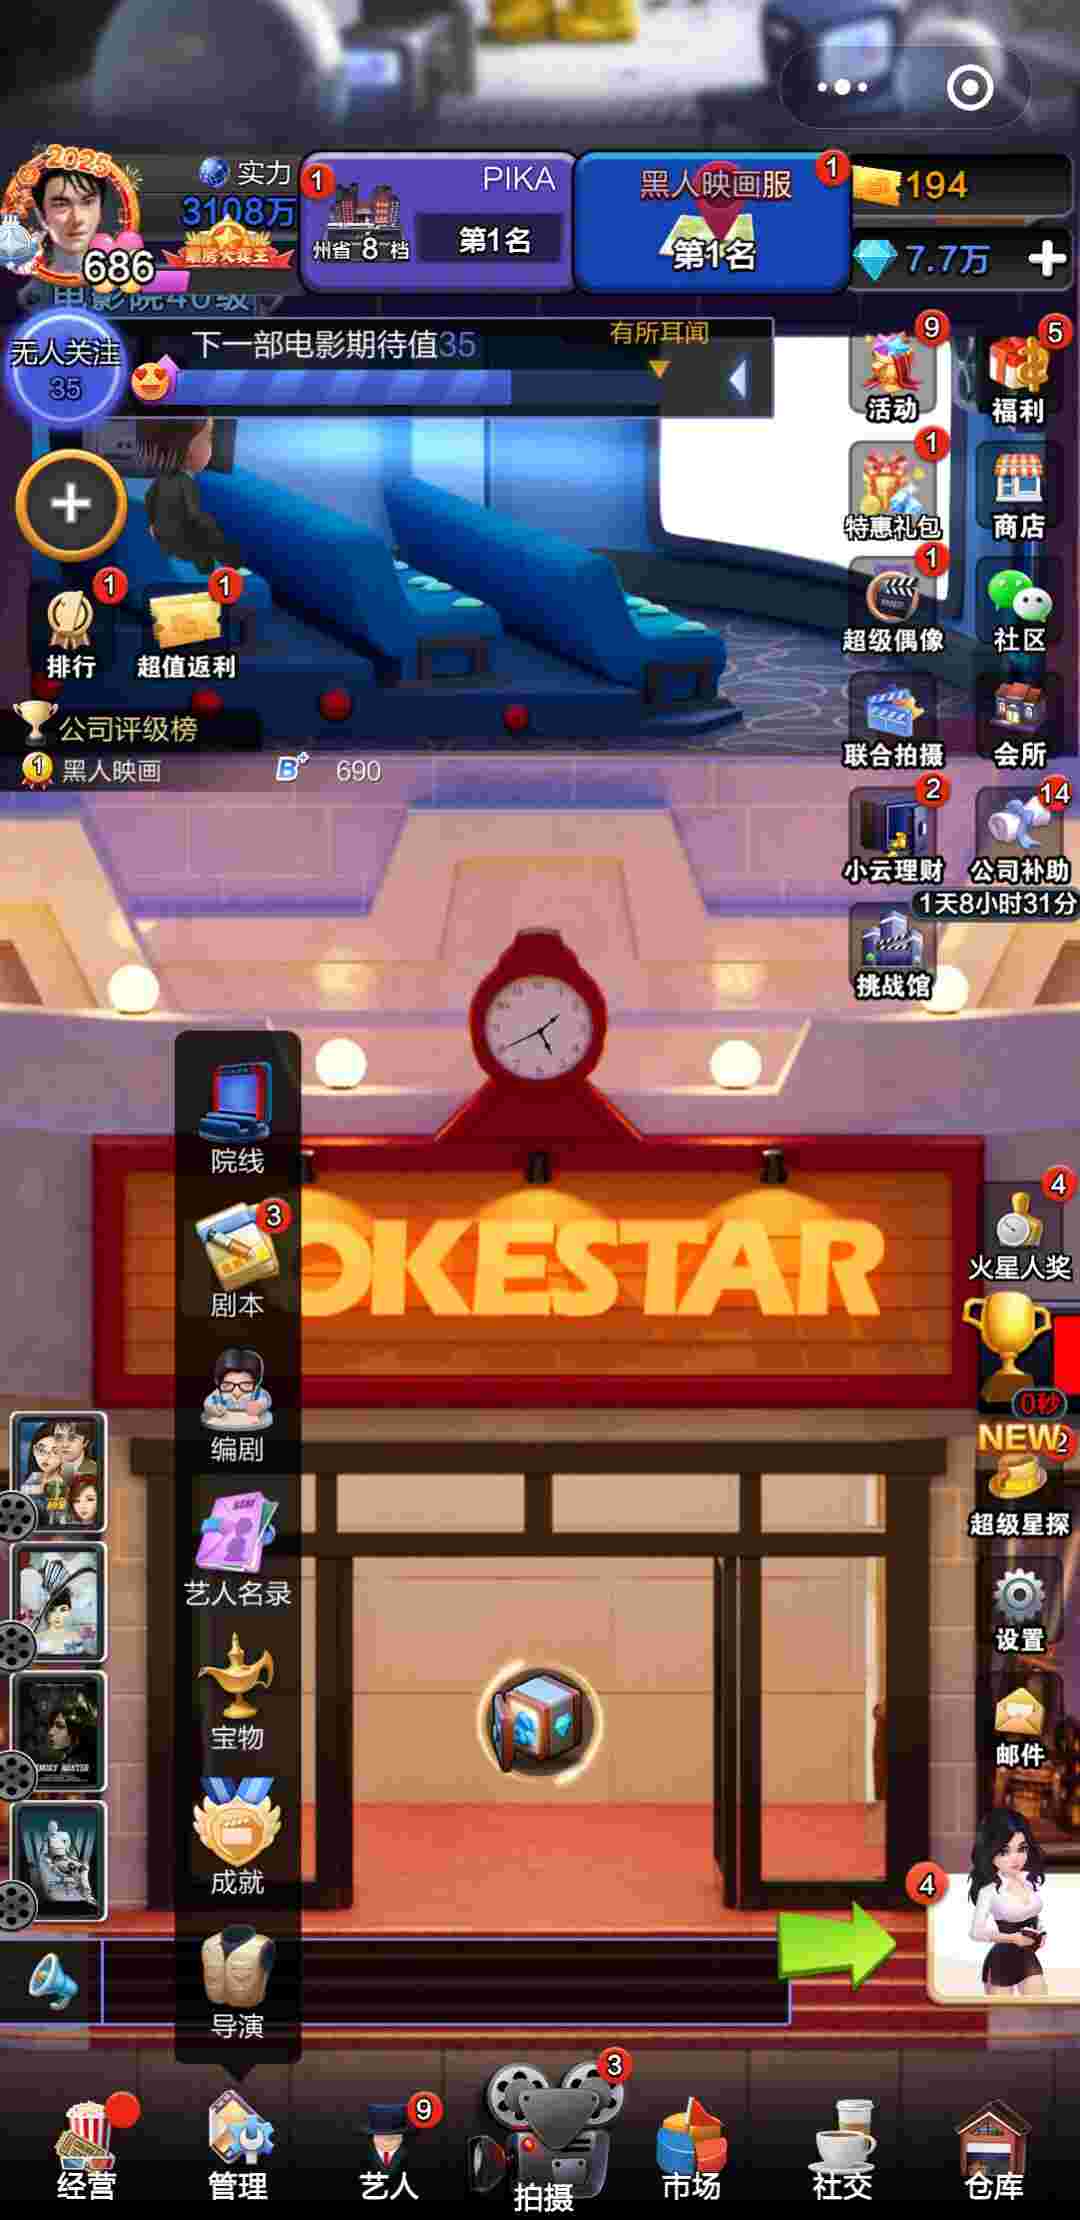 2025
实力
3108万
票房大卖王
686
电影院40级
1
PIKA
州省 8 档
第1名
黑人映画服
1
第1名
194
7.7万
无人关注
35
下一部电影期待值35
有所耳闻
9
活动
5
福利
1
特惠礼包
商店
1
超级偶像
社区
1
排行
1
超值返利
联合拍摄
会所
公司评级榜
1
黑人映画
B+
690
2
小云理财
14
公司补助
1天8小时31分
挑战馆
院线
3
剧本
OKESTAR
4
火星人奖
0秒
NEW
2
超级星探
编剧
艺人名录
设置
宝物
邮件
成就
4
导演
经营
管理
9
艺人
3
拍摄
市场
社交
仓库